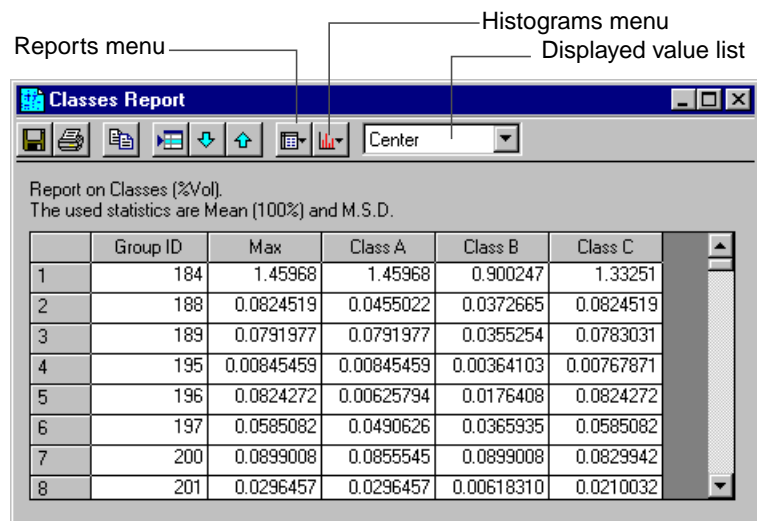 Histograms menu
Reports menu
Displayed value list
Classes Report
Center
Report on Classes (%Vol).
The used statistics are Mean (100%) and M.S.D.
Group ID Max Class A Class B Class C
1 184 1.45968 1.45968 0.900247 1.33251
2 188 0.0824519 0.0455022 0.0372665 0.0824519
3 189 0.0791977 0.0791977 0.0355254 0.0783031
4 195 0.00845459 0.00845459 0.00364103 0.00767871
5 196 0.0824272 0.00625794 0.0176408 0.0824272
6 197 0.0585082 0.0490626 0.0365935 0.0585082
7 200 0.0899008 0.0855545 0.0899008 0.0829942
8 201 0.0296457 0.0296457 0.00618310 0.0210032